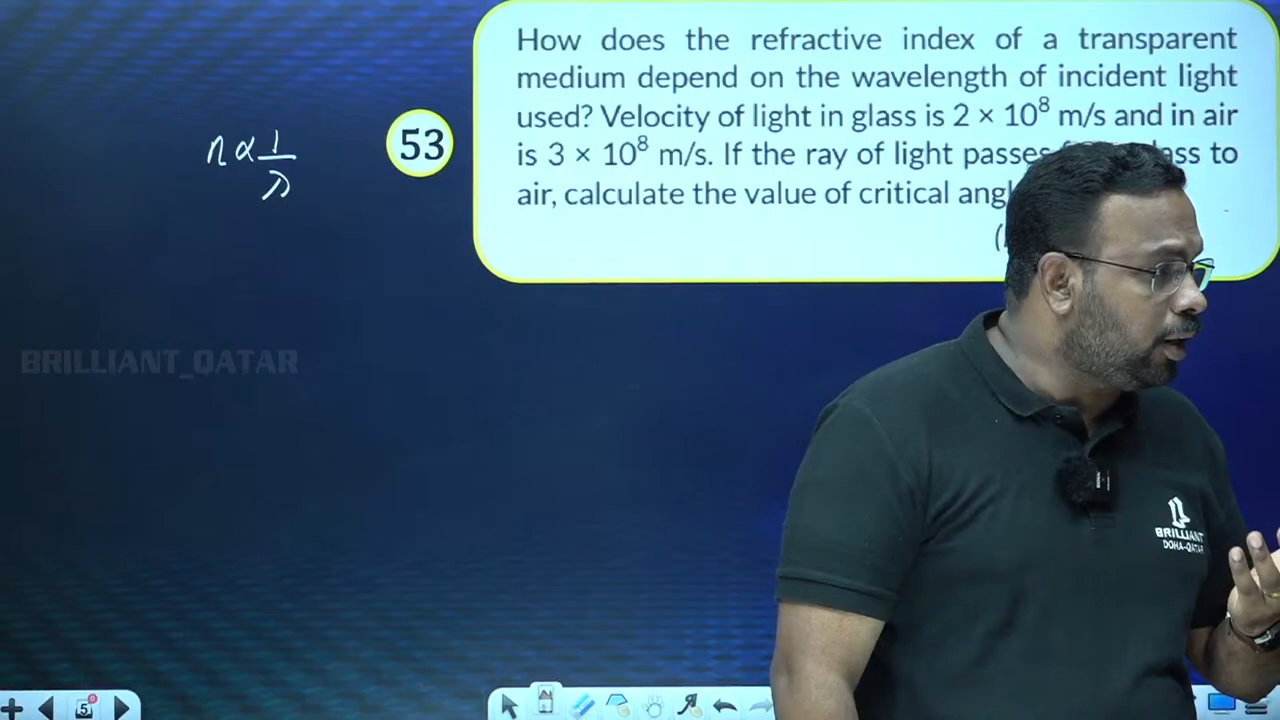 How does the refractive index of a transparent
medium depend on the wavelength of incident light
used? Velocity of light in glass is 2 × 10⁸ m/s and in air
is 3 × 10⁸ m/s. If the ray of light passes to
air, calculate the value of critical
53
n ∝ 1/λ
BRILLIANT_QATAR
BRILLIANT
DOHA-QATAR
5